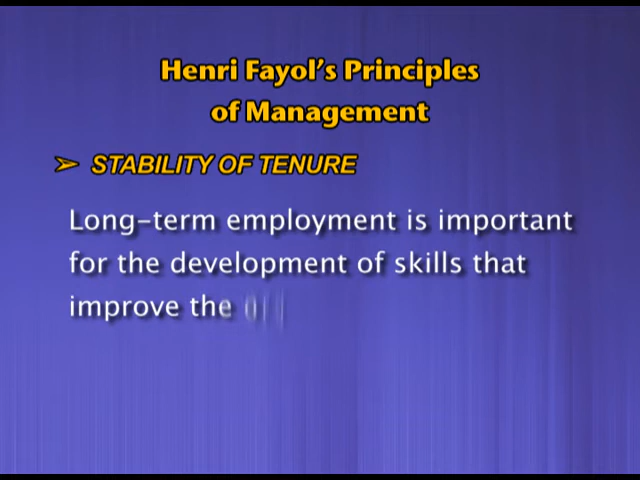 Henri Fayol's Principles
of Management
➢ STABILITY OF TENURE
Long-term employment is important
for the development of skills that
improve the